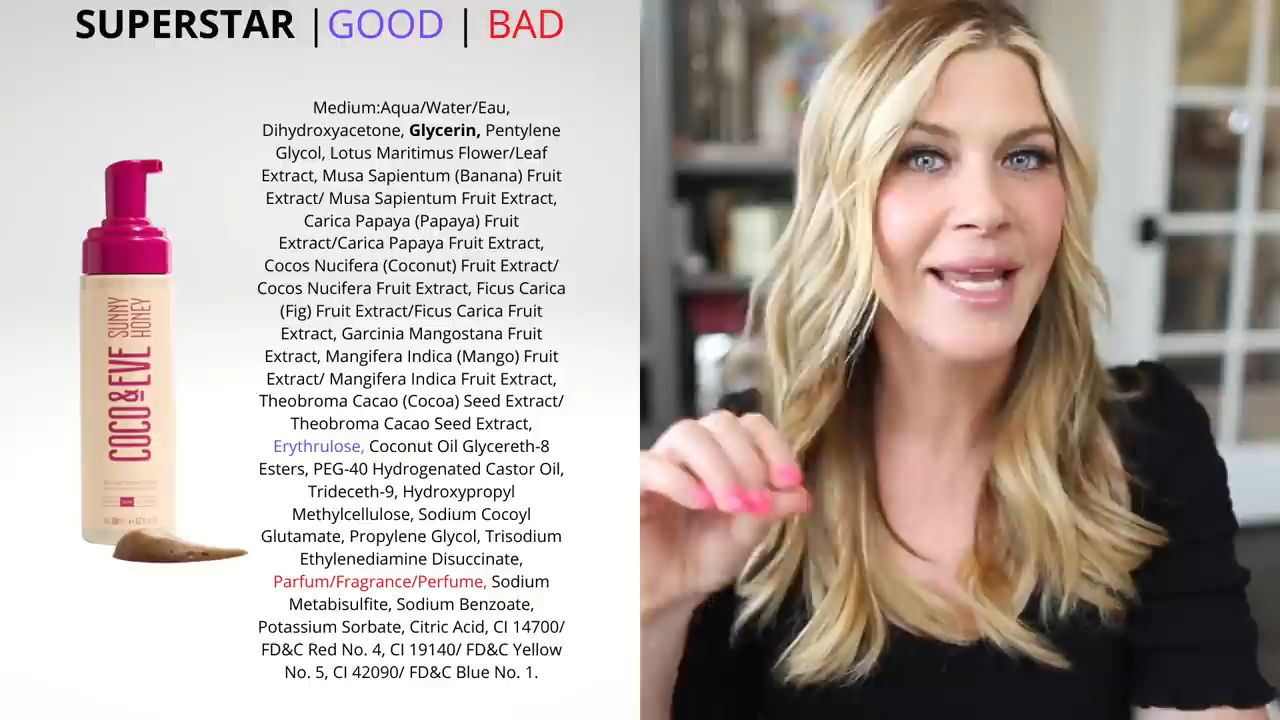 SUPERSTAR | GOOD | BAD
Medium:Aqua/Water/Eau,
Dihydroxyacetone, Glycerin, Pentylene
Glycol, Lotus Maritimus Flower/Leaf
Extract, Musa Sapientum (Banana) Fruit
Extract/ Musa Sapientum Fruit Extract,
Carica Papaya (Papaya) Fruit
Extract/Carica Papaya Fruit Extract,
Cocos Nucifera (Coconut) Fruit Extract/
Cocos Nucifera Fruit Extract, Ficus Carica
(Fig) Fruit Extract/Ficus Carica Fruit
Extract, Garcinia Mangostana Fruit
Extract, Mangifera Indica (Mango) Fruit
Extract/ Mangifera Indica Fruit Extract,
Theobroma Cacao (Cocoa) Seed Extract/
Theobroma Cacao Seed Extract,
Erythrulose, Coconut Oil Glycereth-8
Esters, PEG-40 Hydrogenated Castor Oil,
Trideceth-9, Hydroxypropyl
Methylcellulose, Sodium Cocoyl
Glutamate, Propylene Glycol, Trisodium
Ethylenediamine Disuccinate,
Parfum/Fragrance/Perfume, Sodium
Metabisulfite, Sodium Benzoate,
Potassium Sorbate, Citric Acid, CI 14700/
FD&C Red No. 4, CI 19140/ FD&C Yellow
No. 5, CI 42090/ FD&C Blue No. 1.
COCO&EVE
SUNNY
HONEY